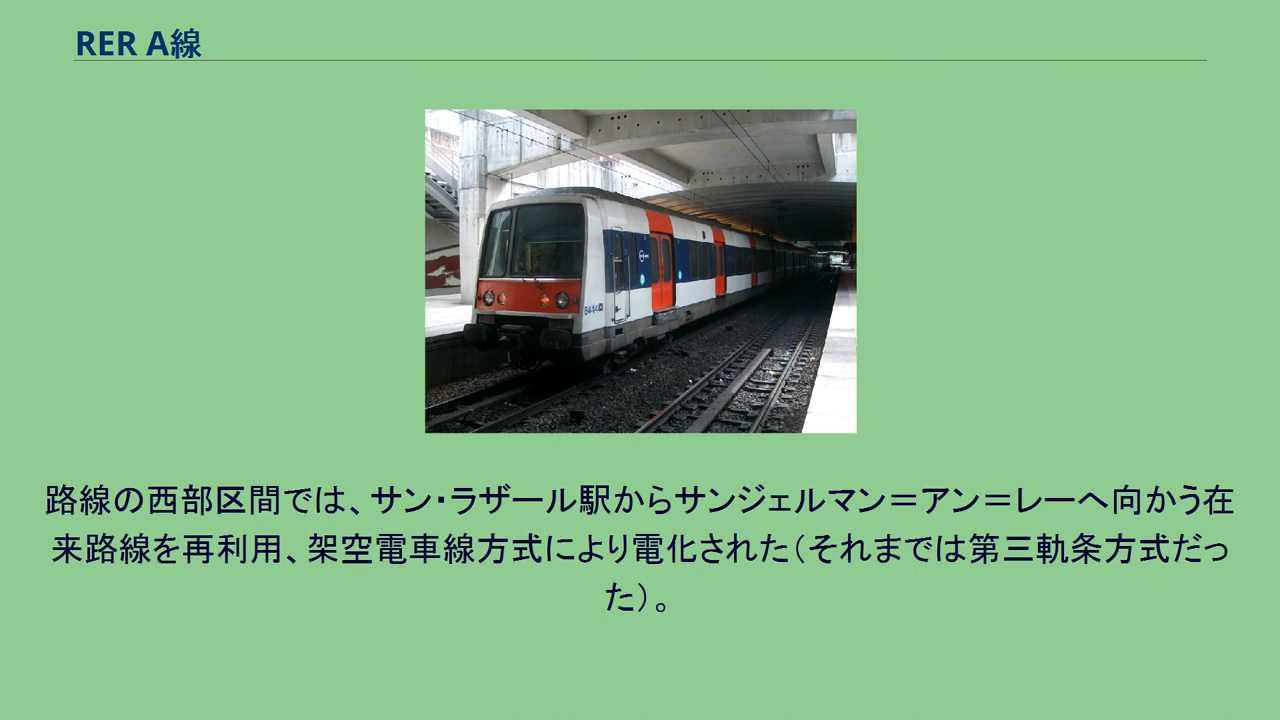 RER A線
路線の西部区間では、サン・ラザール駅からサンジェルマン＝アン＝レーへ向かう在
来路線を再利用、架空電車線方式により電化された（それまでは第三軌条方式だっ
た）。